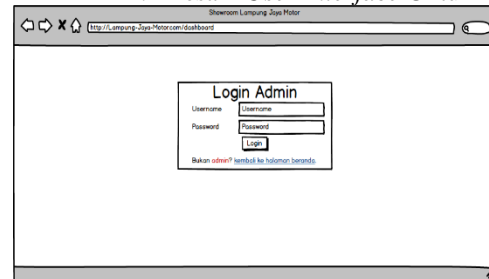 Showroom Lampung Jaya Motor
http://Lampung-Jaya-Motor.com/dashboard
Login Admin
Username Username
Password Password
Login
Bukan admin? kembali ke halaman beranda.